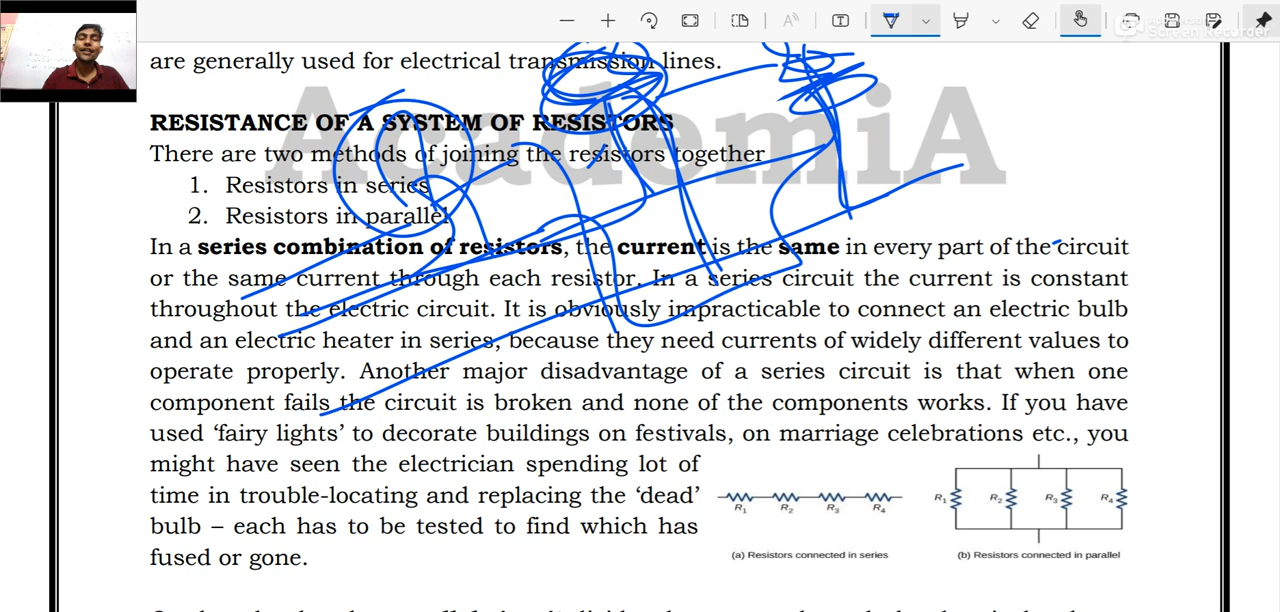 Screen Recorder
are generally used for electrical transmission lines.
AcademiA
RESISTANCE OF A SYSTEM OF RESISTORS
There are two methods of joining the resistors together
1. Resistors in series
2. Resistors in parallel
In a series combination of resistors, the current is the same in every part of the circuit
or the same current through each resistor. In a series circuit the current is constant
throughout the electric circuit. It is obviously impracticable to connect an electric bulb
and an electric heater in series, because they need currents of widely different values to
operate properly. Another major disadvantage of a series circuit is that when one
component fails the circuit is broken and none of the components works. If you have
used ‘fairy lights’ to decorate buildings on festivals, on marriage celebrations etc., you
might have seen the electrician spending lot of
time in trouble-locating and replacing the ‘dead’
bulb – each has to be tested to find which has
fused or gone.
R1 R2 R3 R4
(a) Resistors connected in series
R1 R2 R3 R4
(b) Resistors connected in parallel